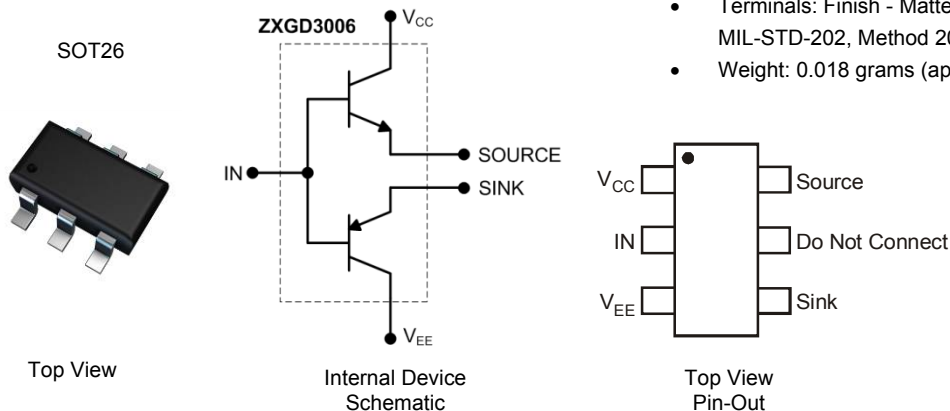 • Terminals: Finish - Matte
MIL-STD-202, Method 20
• Weight: 0.018 grams (ap
SOT26
ZXGD3006
VCC
IN
SOURCE
SINK
VEE
VCC
IN
VEE
Source
Do Not Connect
Sink
Top View
Internal Device
Schematic
Top View
Pin-Out